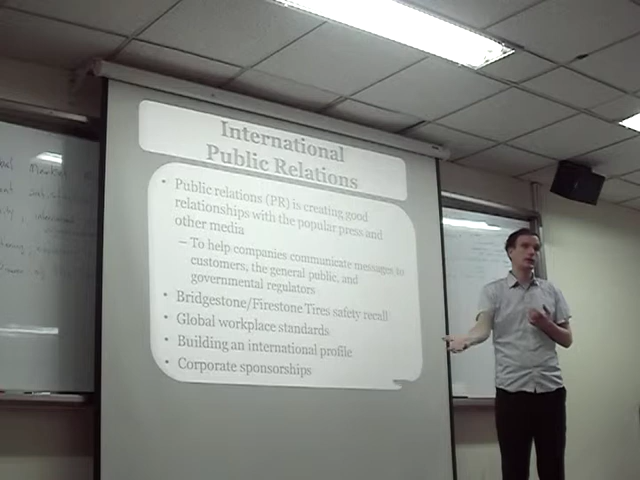 International
Public Relations
• Public relations (PR) is creating good
relationships with the popular press and
other media
– To help companies communicate messages to
customers, the general public, and
governmental regulators
• Bridgestone/Firestone Tires safety recall
• Global workplace standards
• Building an international profile
• Corporate sponsorships